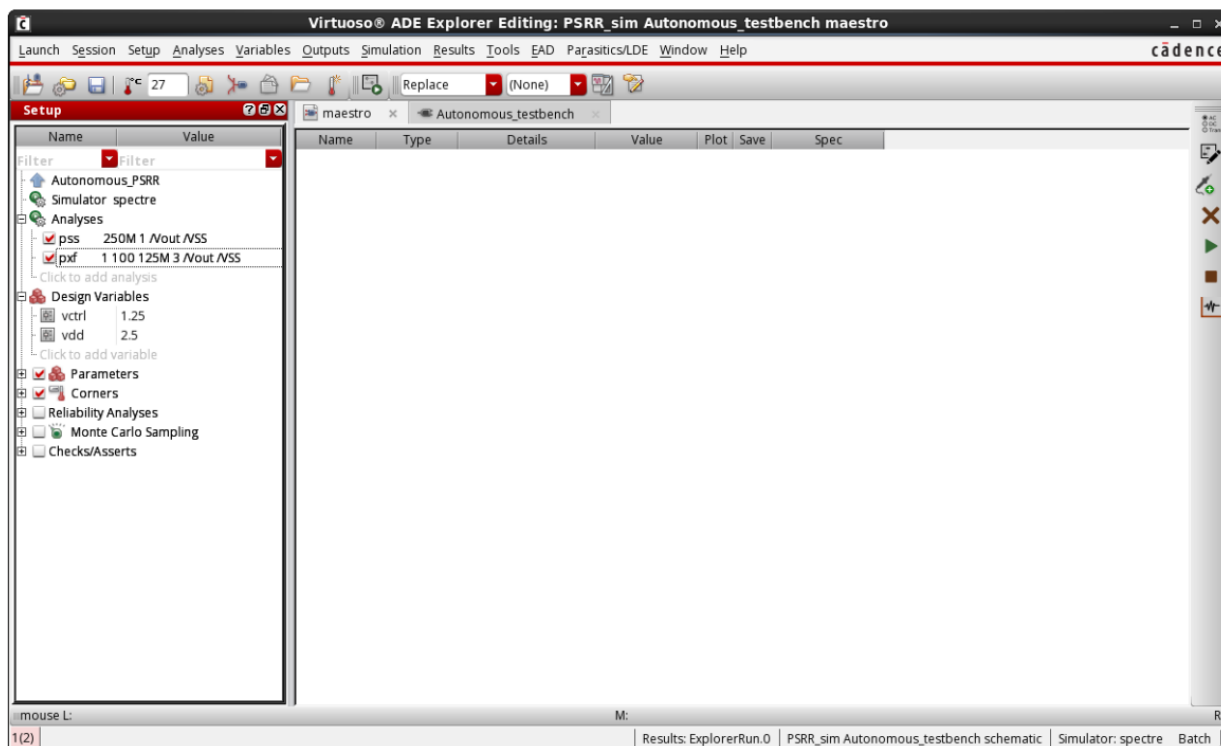 Virtuoso® ADE Explorer Editing: PSRR_sim Autonomous_testbench maestro
Launch Session Setup Analyses Variables Outputs Simulation Results Tools EAD Parasitics/LDE Window Help
cādence
°C 27 Replace (None)
Setup
maestro Autonomous_testbench
Name Value
Name Type Details Value Plot Save Spec
Filter Filter
Autonomous_PSRR
Simulator spectre
Analyses
pss 250M 1 /Vout /VSS
pxf 1 100 125M 3 /Vout /VSS
Click to add analysis
Design Variables
vctrl 1.25
vdd 2.5
Click to add variable
Parameters
Corners
Reliability Analyses
Monte Carlo Sampling
Checks/Asserts
AC
DC
Trans
mouse L: M: R
1(2) Results: ExplorerRun.0 PSRR_sim Autonomous_testbench schematic Simulator: spectre Batch